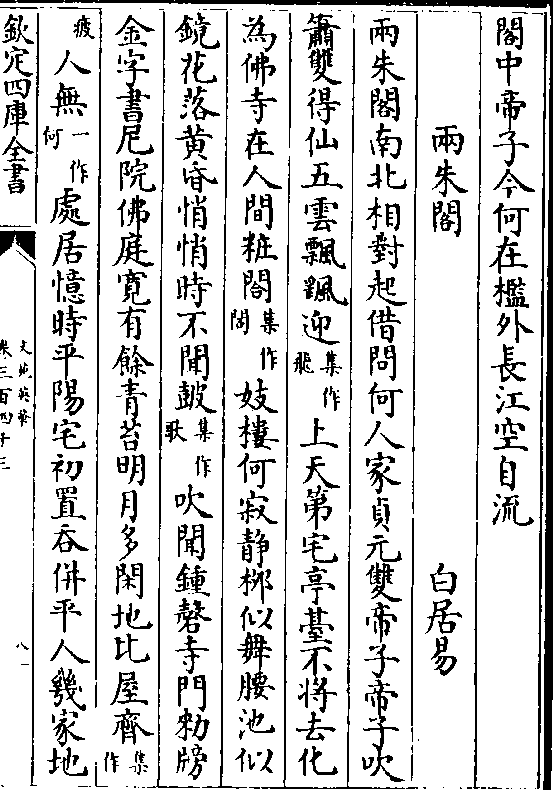 閣中帝子今何在檻外長江空自流
兩朱閣 白居易
兩朱閣南北相對起借問何人家貞元雙帝子帝子吹
簫雙得仙五雲飄颻迎集作飛上天第宅亭臺不將去化
為佛寺在人間粧閣集作閤妓樓何寂静栁似舞腰池似
鏡花落黄昏悄悄時不聞皷集作歌吹聞鍾磬寺門勑牓
金字書尼院佛庭寛有餘青苔明月多閑地比屋齊集作
疲人無一作何處居憶時平陽宅初置吞併平人幾家地
欽定四庫全書
文苑英華
卷三百四十三
八